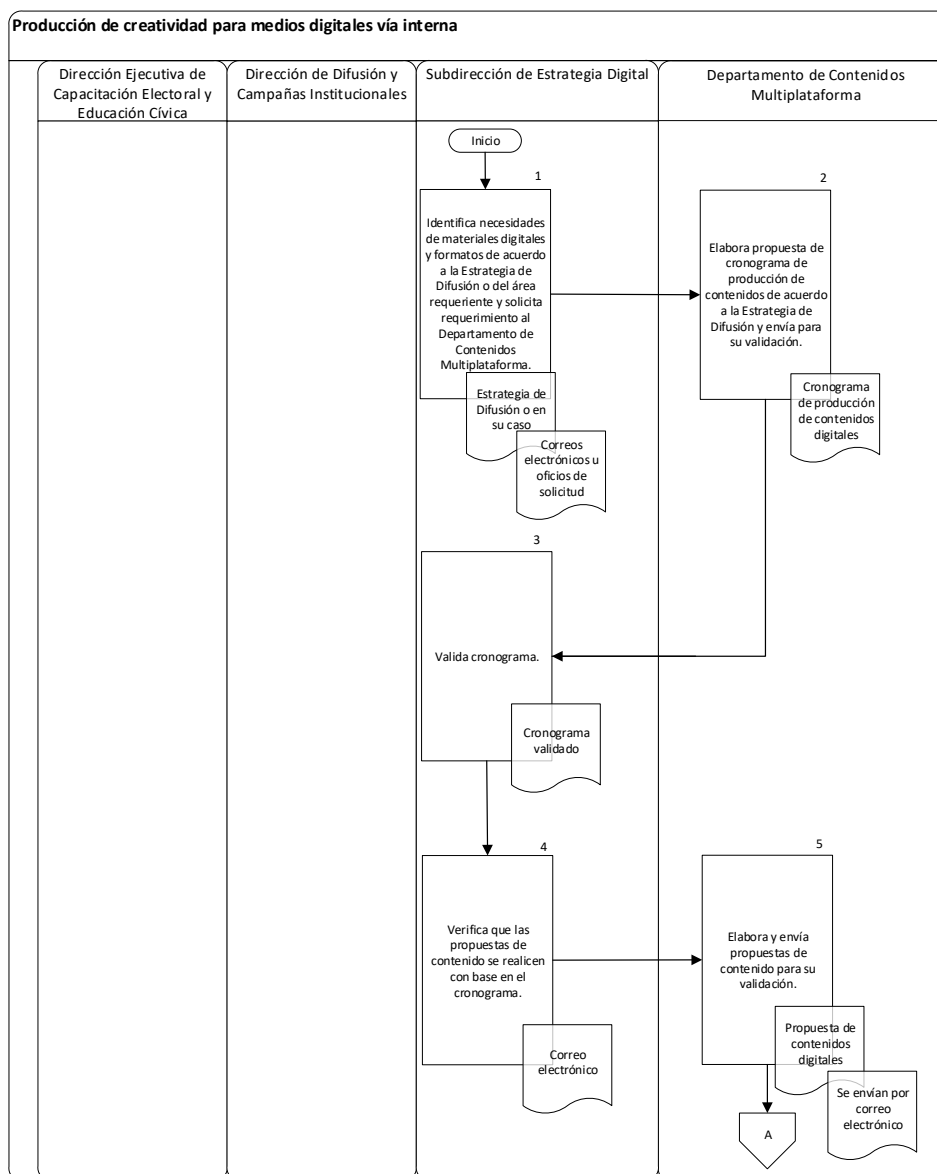 Producción de creatividad para medios digitales vía interna
Dirección Ejecutiva de
Capacitación Electoral y
Educación Cívica
Dirección de Difusión y
Campañas Institucionales
Subdirección de Estrategia Digital
Departamento de Contenidos
Multiplataforma
Inicio
1
Identifica necesidades
de materiales digitales
y formatos de acuerdo
a la Estrategia de
Difusión o del área
requeriente y solicita
requerimiento al
Departamento de
Contenidos
Multiplataforma.
Estrategia de
Difusión o en
su caso
Correos
electrónicos u
oficios de
solicitud
2
Elabora propuesta de
cronograma de
producción de
contenidos de acuerdo
a la Estrategia de
Difusión y envía para
su validación.
Cronograma
de producción
de contenidos
digitales
3
Valida cronograma.
Cronograma
validado
4
Verifica que las
propuestas de
contenido se realicen
con base en el
cronograma.
Correo
electrónico
5
Elabora y envía
propuestas de
contenido para su
validación.
Propuesta de
contenidos
digitales
Se envían por
correo
electrónico
A